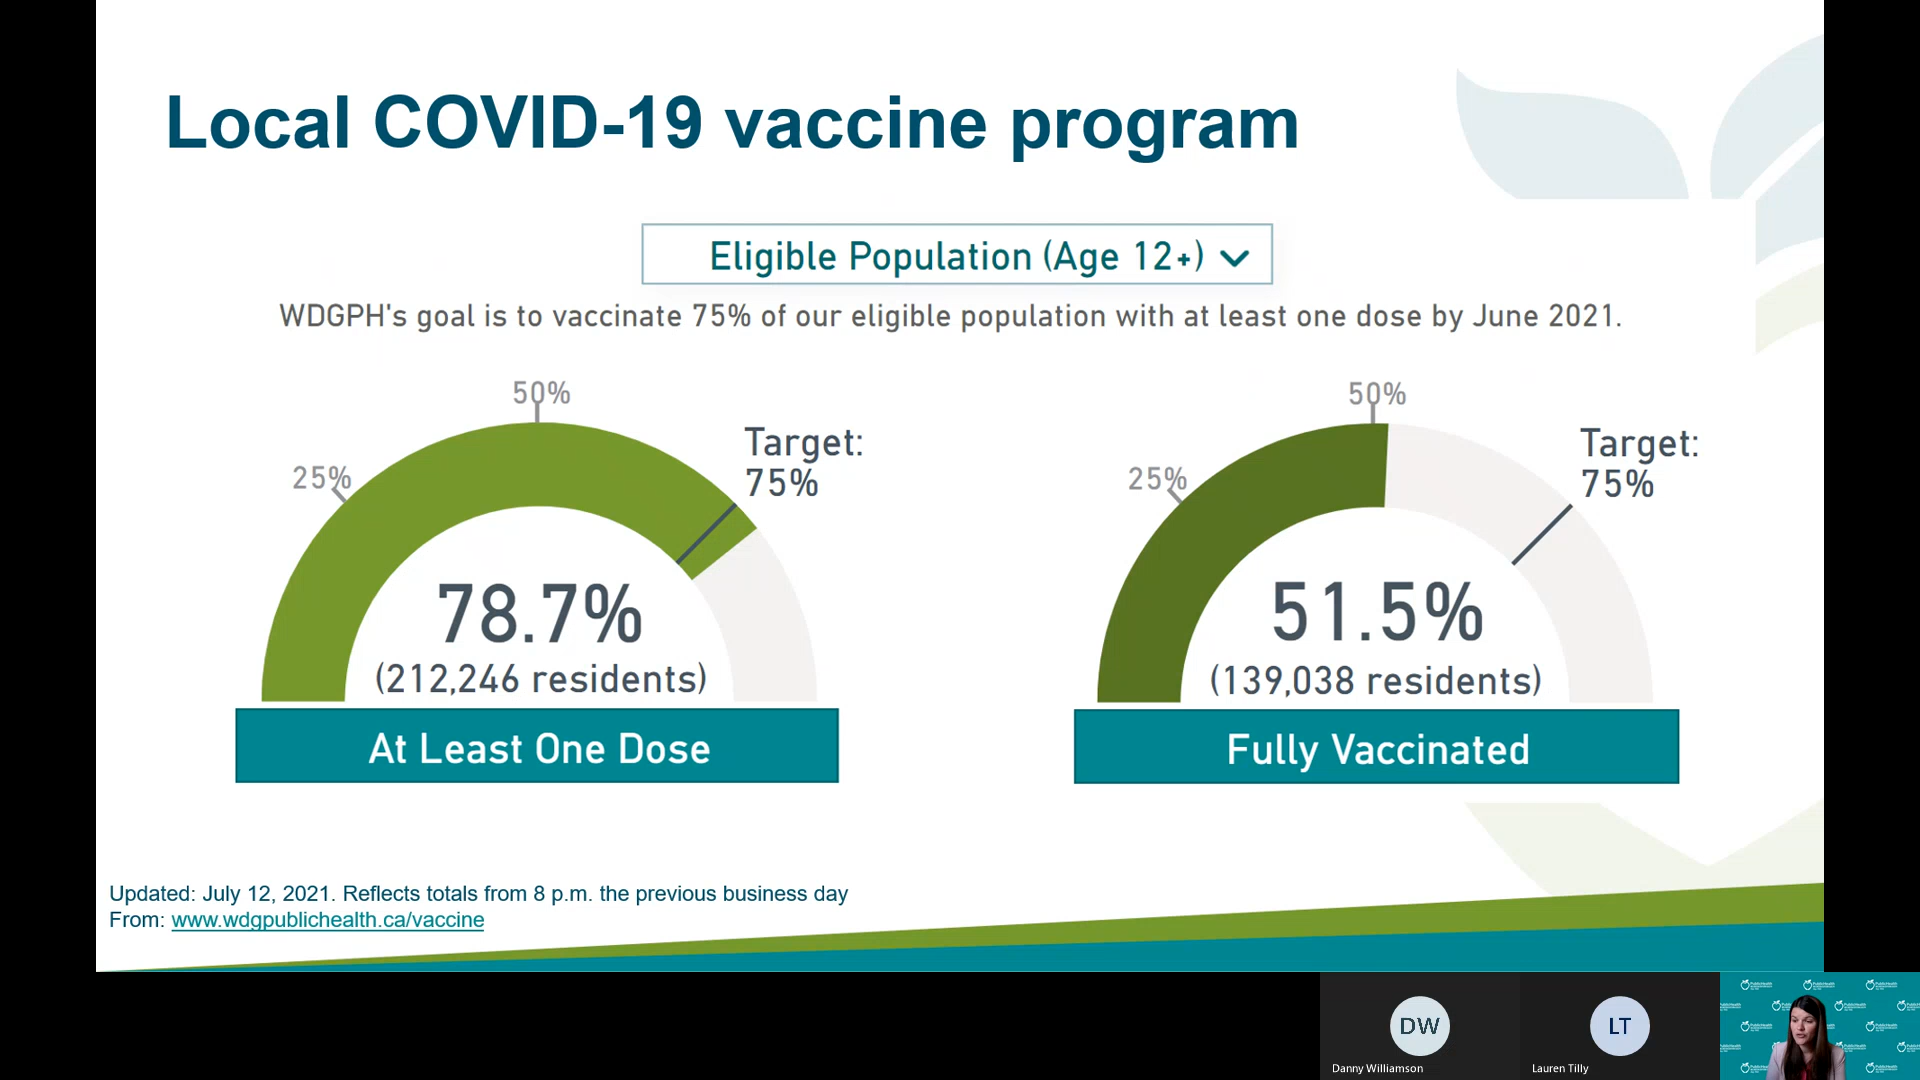 Local COVID-19 vaccine program
Eligible Population (Age 12+)
WDGPH's goal is to vaccinate 75% of our eligible population with at least one dose by June 2021.
50%
25%
Target:
75%
78.7%
(212,246 residents)
At Least One Dose
50%
25%
Target:
75%
51.5%
(139,038 residents)
Fully Vaccinated
Updated: July 12, 2021. Reflects totals from 8 p.m. the previous business day
From: www.wdgpublichealth.ca/vaccine
DW
Danny Williamson
LT
Lauren Tilly